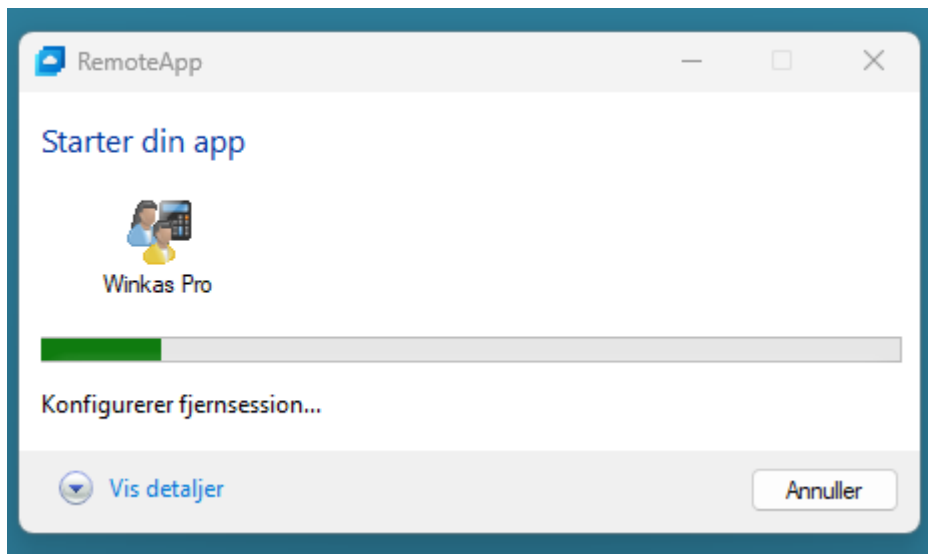 RemoteApp
Starter din app
Winkas Pro
Konfigurerer fjernsession...
Vis detaljer
Annuller